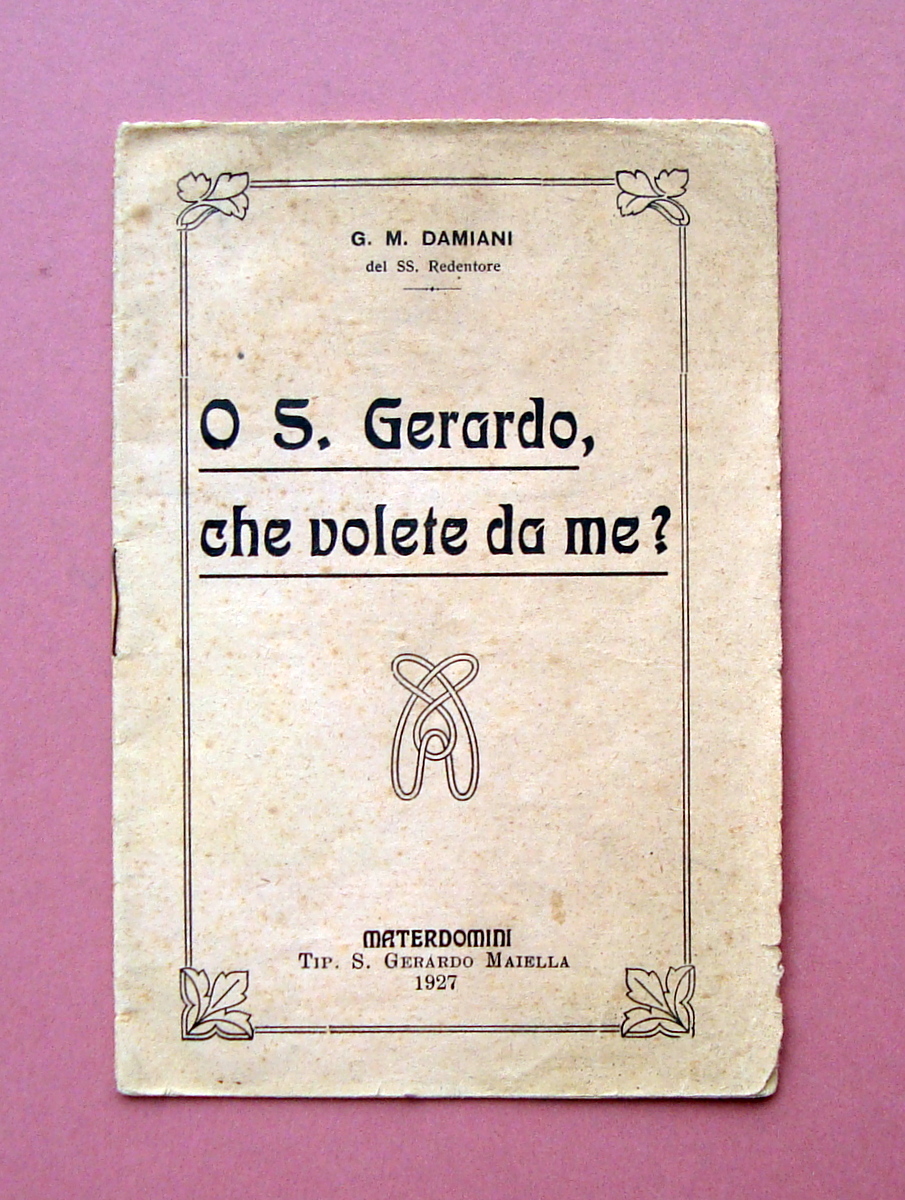 G. M. DAMIANI
del SS. Redentore
O S. Gerardo,
che volete da me?
MATERDOMINI
TIP. S. GERARDO MAIELLA
1927